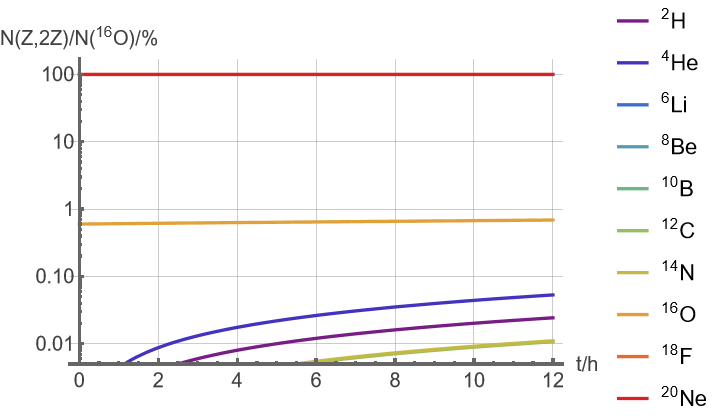 N(Z,2Z)/N(¹⁶O)/%
100
10
1
0.10
0.01
0 2 4 6 8 10 12 t/h
²H
⁴He
⁶Li
⁸Be
¹⁰B
¹²C
¹⁴N
¹⁶O
¹⁸F
²⁰Ne